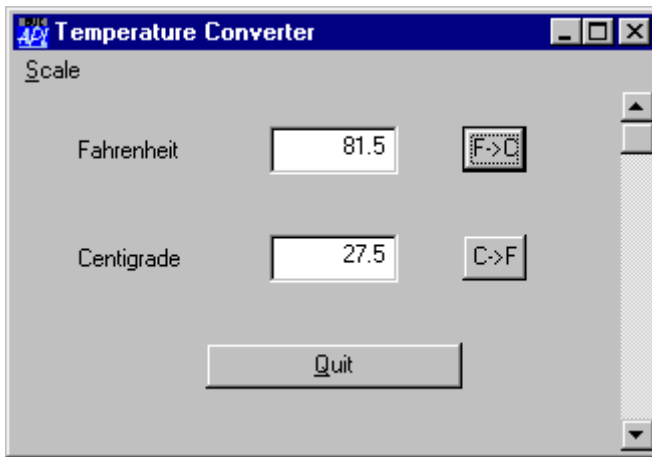 Temperature Converter
Scale
Fahrenheit 81.5 F->C
Centigrade 27.5 C->F
Quit